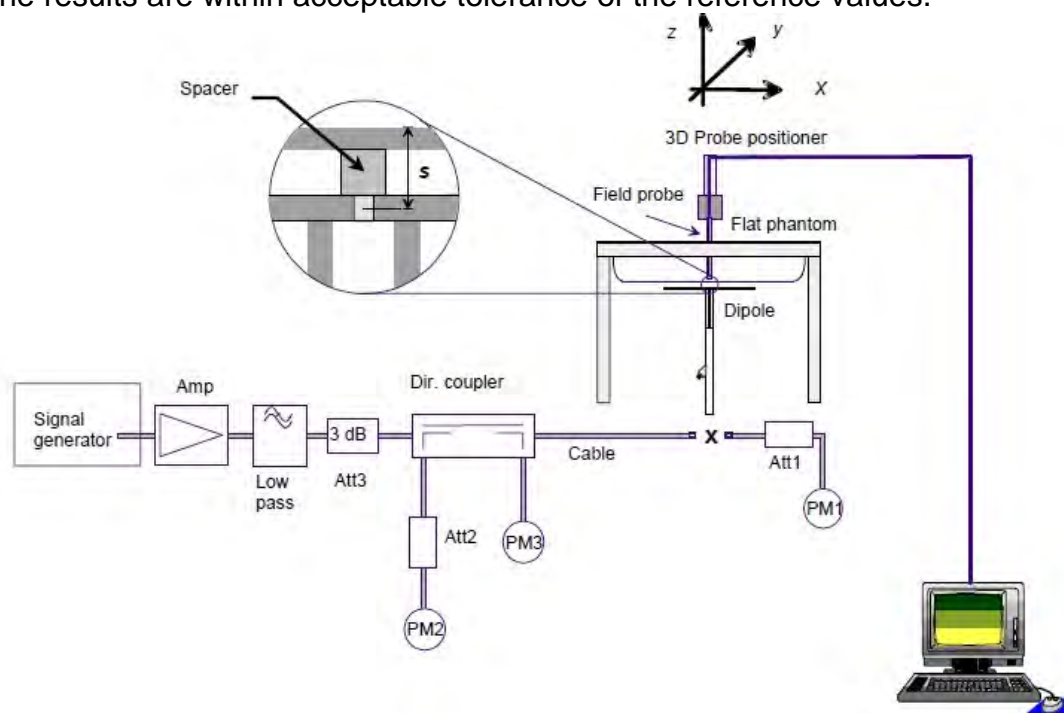 he results are within acceptable tolerance of the reference values.
z
y
x
Spacer
s
3D Probe positioner
Field probe
Flat phantom
Dipole
Signal
generator
Amp
Low
pass
3 dB
Att3
Dir. coupler
Cable
x
Att1
PM1
Att2
PM3
PM2